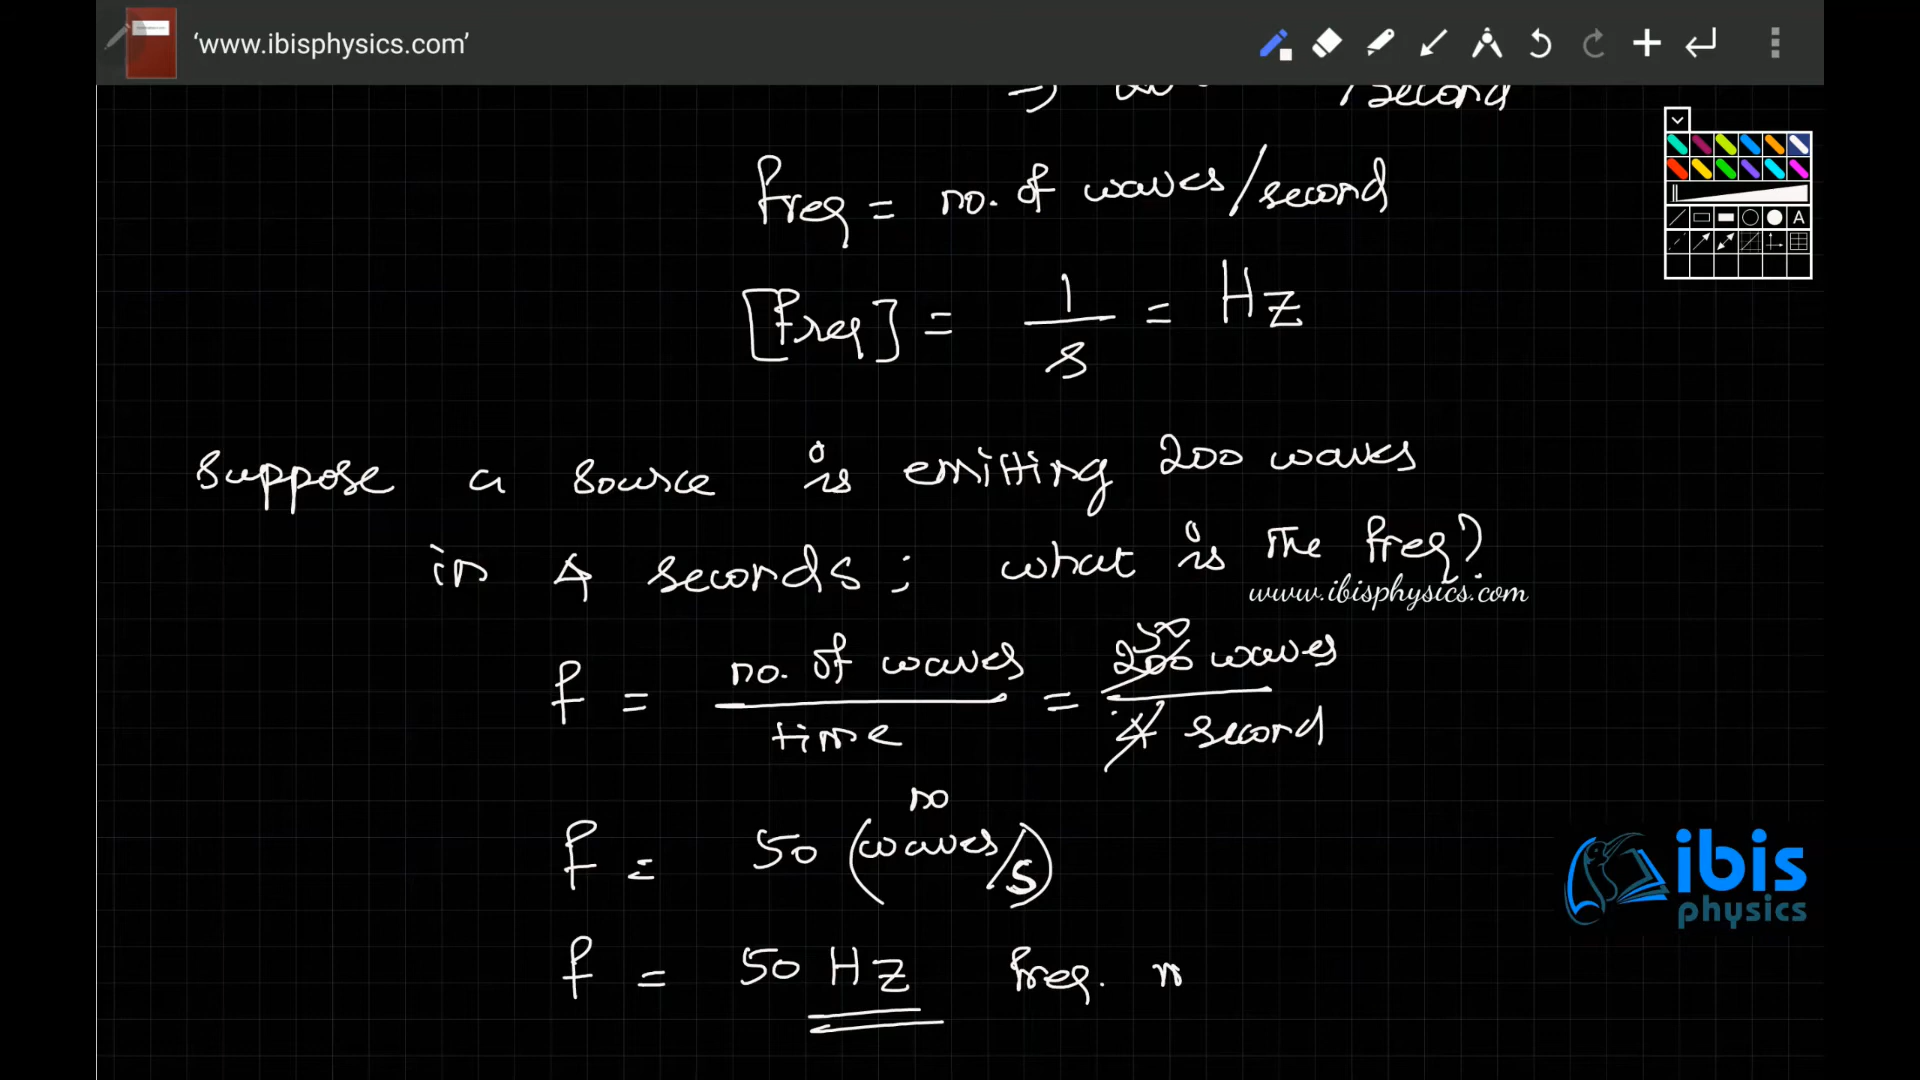 'www.ibisphysics.com'
/second
freq = no. of waves/second
[freq] = 1/s = Hz
A
suppose a source is emitting 200 waves
in 4 seconds; what is the freq?
www.ibisphysics.com
f = no. of waves/time = 200 waves/4 second
50
no
f = 50 (waves/s)
f = 50 Hz freq.
ibis
physics